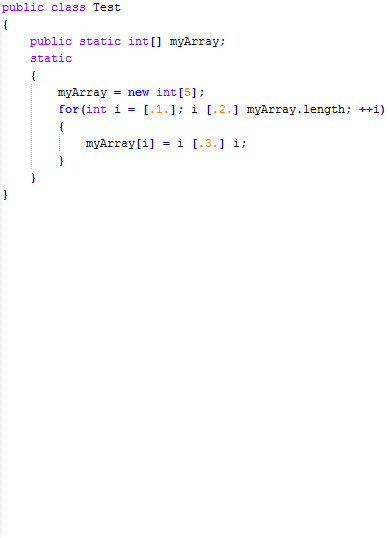 public class Test
{
public static int[] myArray;
static
{
myArray = new int[5];
for(int i = [.1.]; i [.2.] myArray.length; ++i)
{
myArray[i] = i [.3.] i;
}
}
}